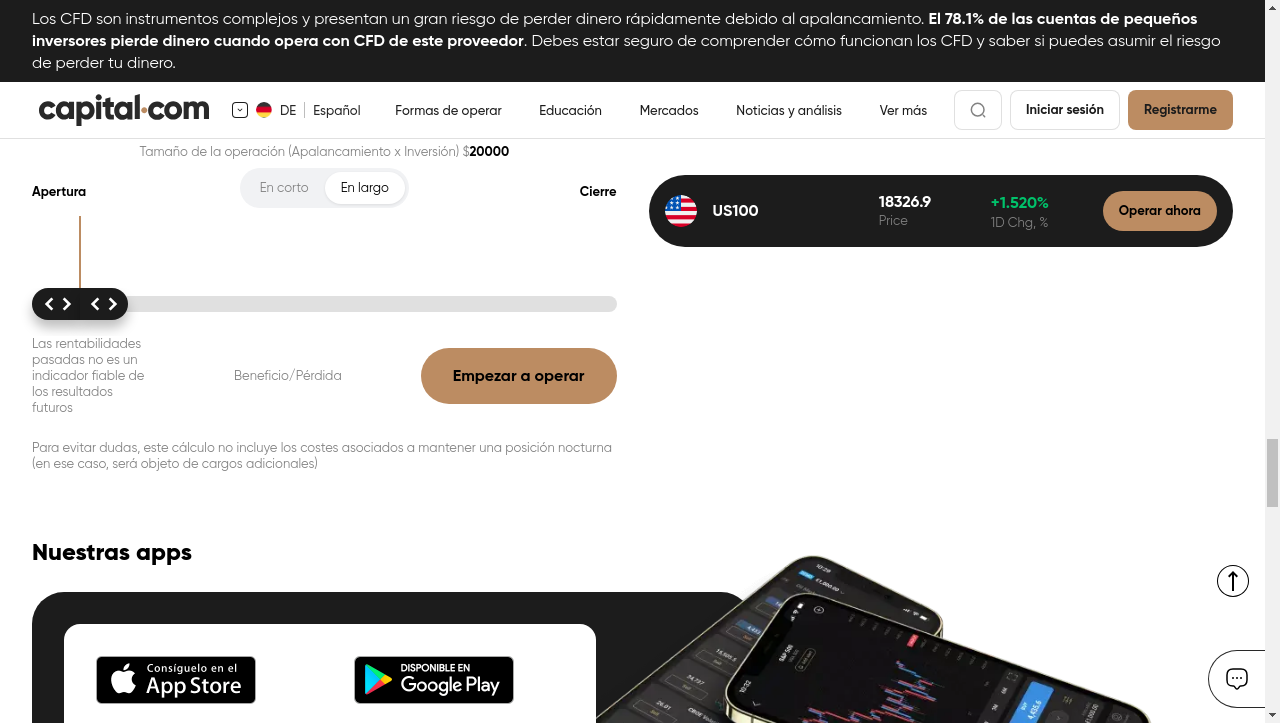 Los CFD son instrumentos complejos y presentan un gran riesgo de perder dinero rápidamente debido al apalancamiento. El 78.1% de las cuentas de pequeños
inversores pierde dinero cuando opera con CFD de este proveedor. Debes estar seguro de comprender cómo funcionan los CFD y saber si puedes asumir el riesgo
de perder tu dinero.
capital.com
DE
Español
Formas de operar
Educación
Mercados
Noticias y análisis
Ver más
Iniciar sesión
Registrarme
Tamaño de la operación (Apalancamiento x Inversión) $20000
Apertura
En corto
En largo
Cierre
US100
18326.9
Price
+1.520%
1D Chg, %
Operar ahora
Las rentabilidades
pasadas no es un
indicador fiable de
los resultados
futuros
Beneficio/Pérdida
Empezar a operar
Para evitar dudas, este cálculo no incluye los costes asociados a mantener una posición nocturna
(en ese caso, será objeto de cargos adicionales)
Nuestras apps
Consíguelo en el
App Store
DISPONIBLE EN
Google Play
10:29
10:32
S&P 500